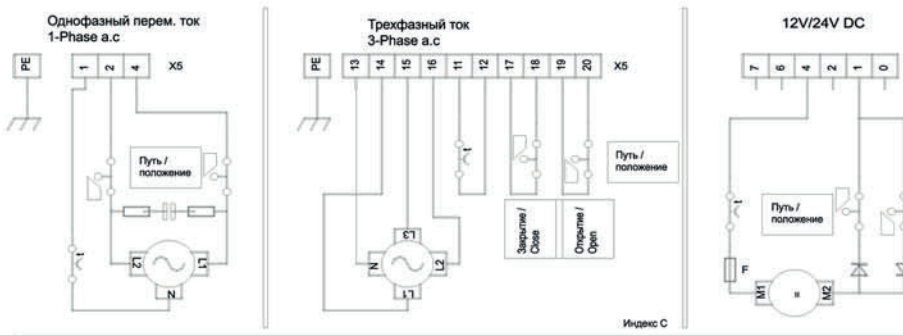 Однофазный перем. ток
1-Phase a.c
PE
1
2
4
X5
t
Путь /
положение
L2
L1
N
Трехфазный ток
3-Phase a.c
PE
13
14
15
16
11
12
17
18
19
20
X5
t
Путь /
положение
Закрытие /
Close
Открытие /
Open
L3
N
L2
L1
Индекс C
12V/24V DC
7
6
4
2
1
0
t
Путь /
положение
F
M1
=
M2